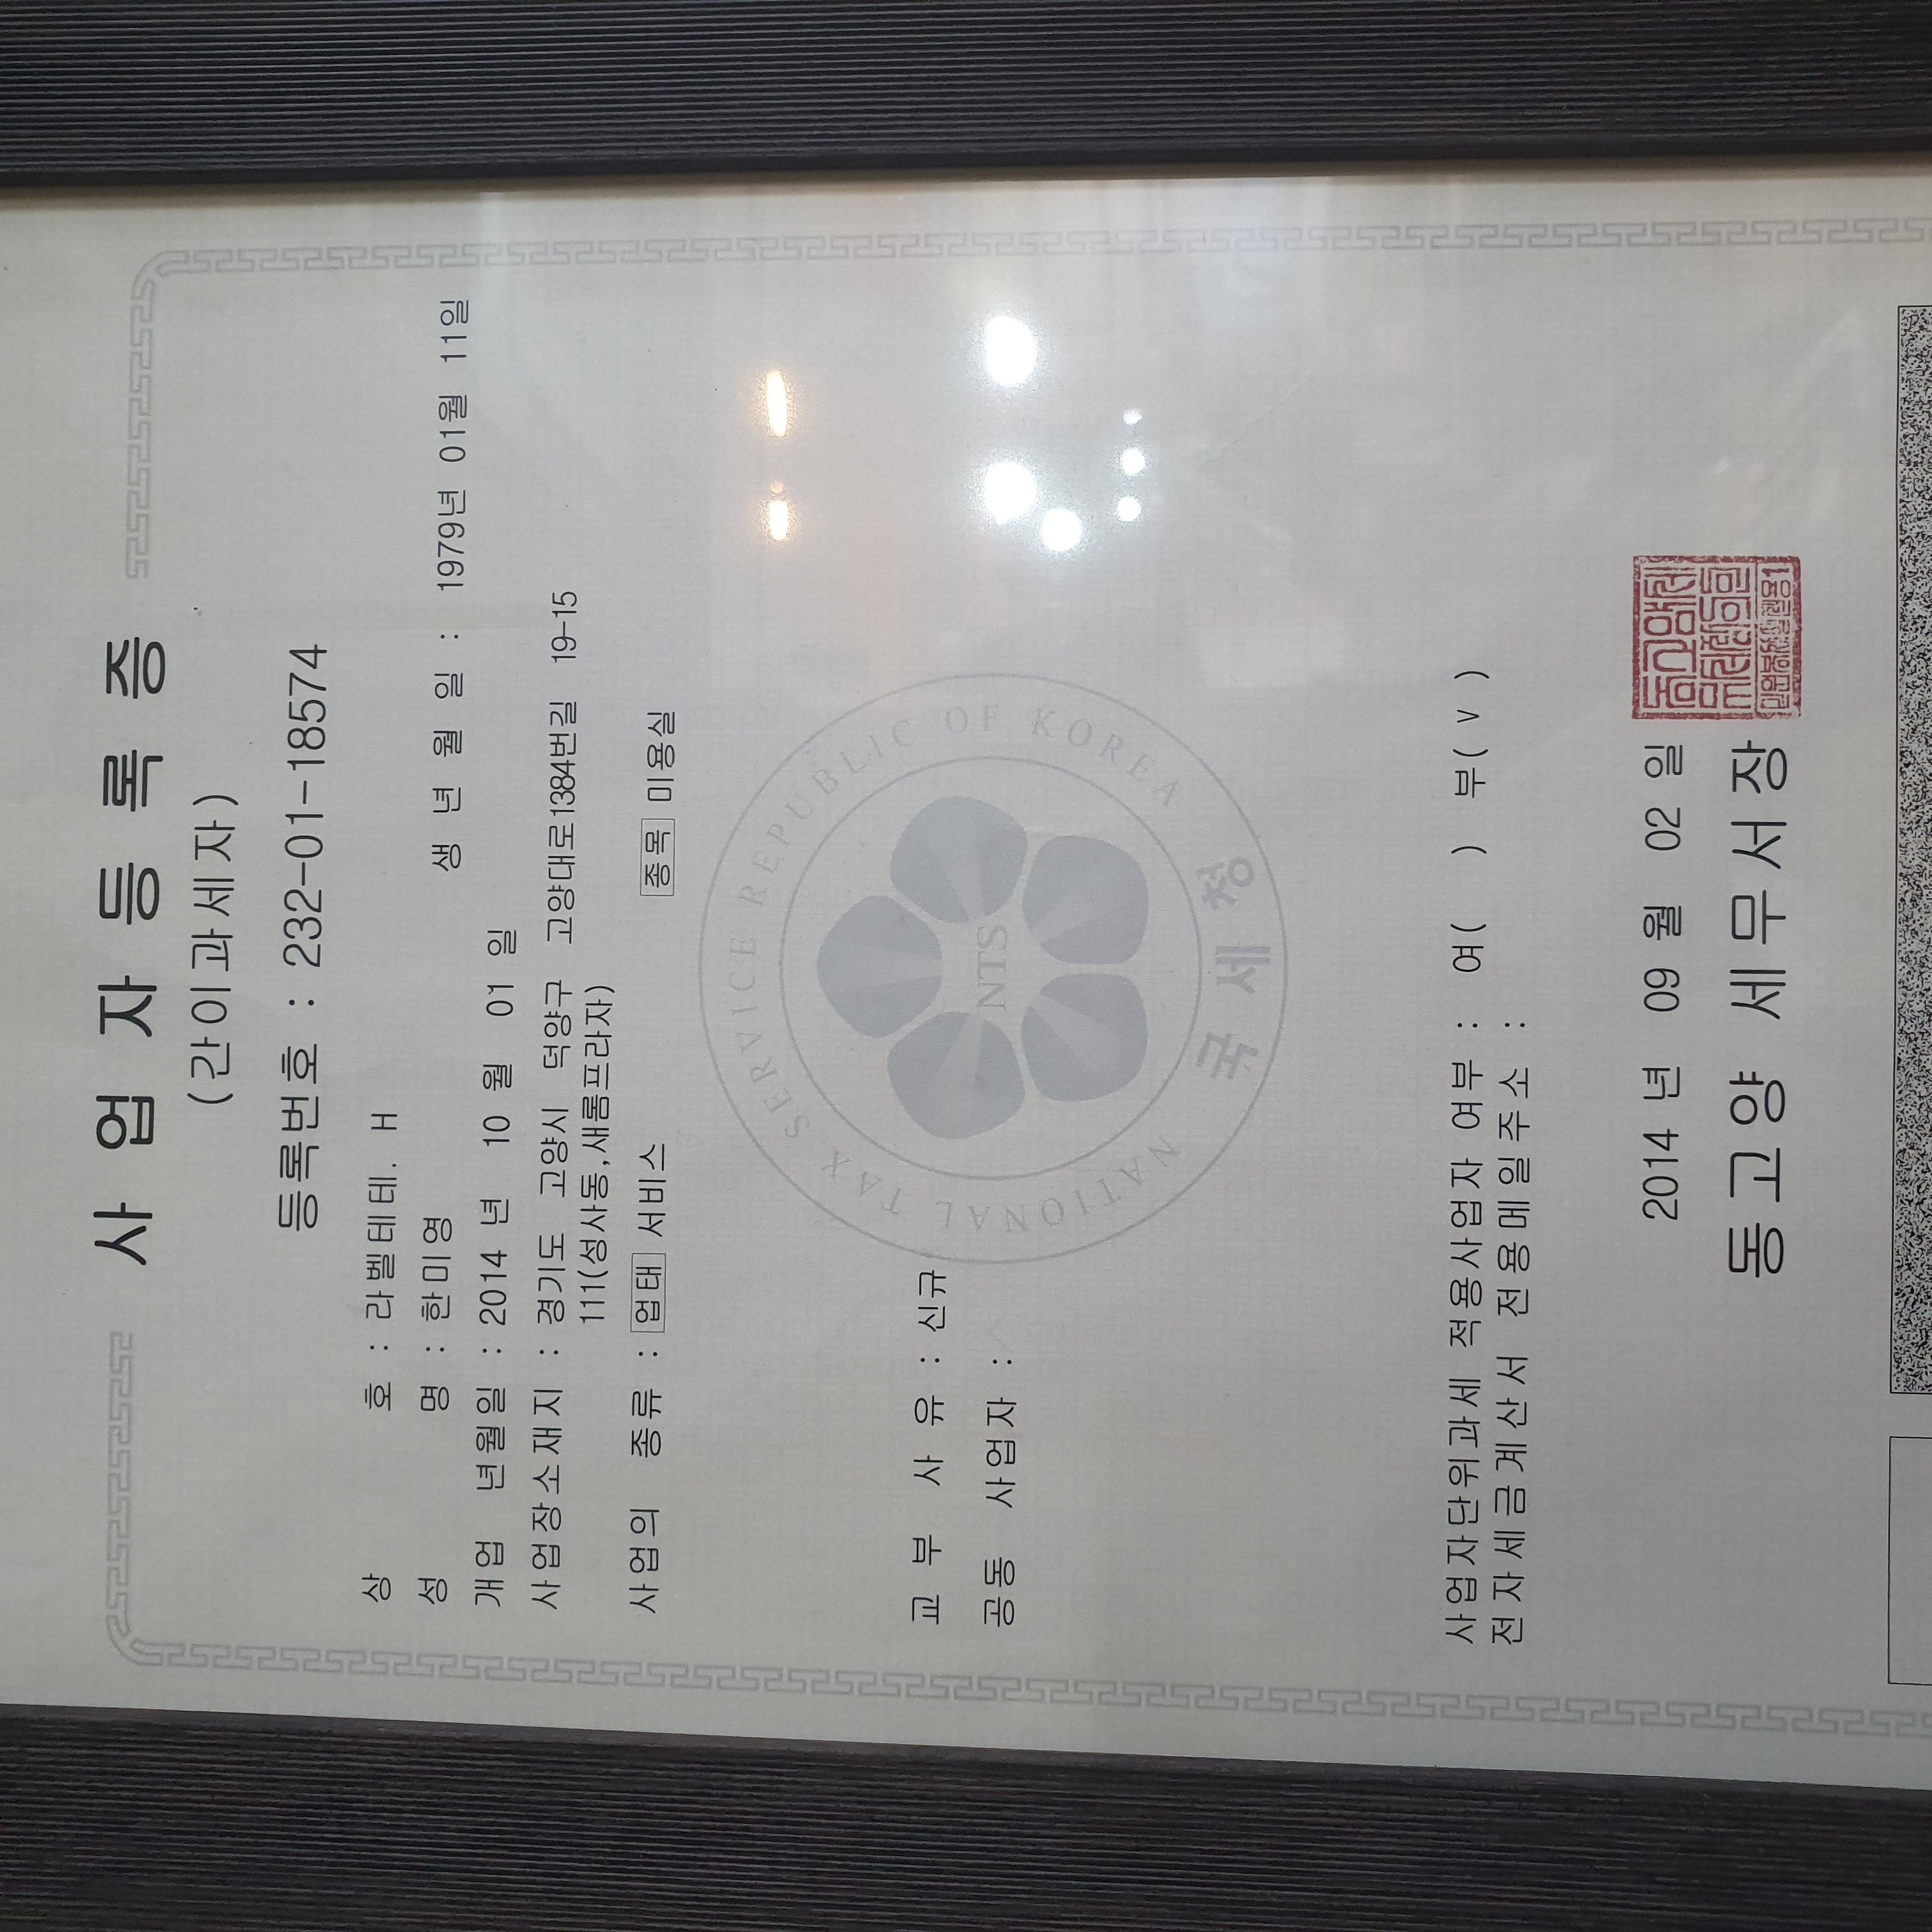 사업자등록증
(간이과세자)
등록번호 : 232-01-18574
상 호 : 라벨테테. H
성 명 : 한미영 생 년 월 일 : 1979년 01월 11일
개업 년월일 : 2014 년 10 월 01 일
사업장소재지 : 경기도 고양시 덕양구 고양대로1384번길 19-15
111(성사동,새롬프라자)
사업의 종류 : 업태 서비스 종목 미용실
NATIONAL TAX SERVICE REPUBLIC OF KOREA
NTS
국세청
교 부 사 유 : 신규
공동 사업자 :
사업자단위과세 적용사업자 여부 : 여( ) 부( v )
전자세금계산서 전용메일주소 :
2014 년 09 월 02 일
동고양 세무서장